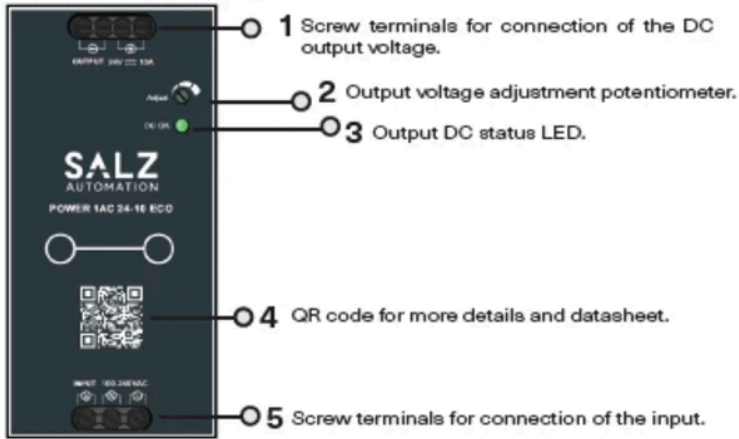 1 Screw terminals for connection of the DC
output voltage.
OUTPUT 24V 10A
Adjust
2 Output voltage adjustment potentiometer.
DC OK
3 Output DC status LED.
SALZ
AUTOMATION
POWER 1AC 24-10 ECO
4 QR code for more details and datasheet.
INPUT 100-240VAC
5 Screw terminals for connection of the input.